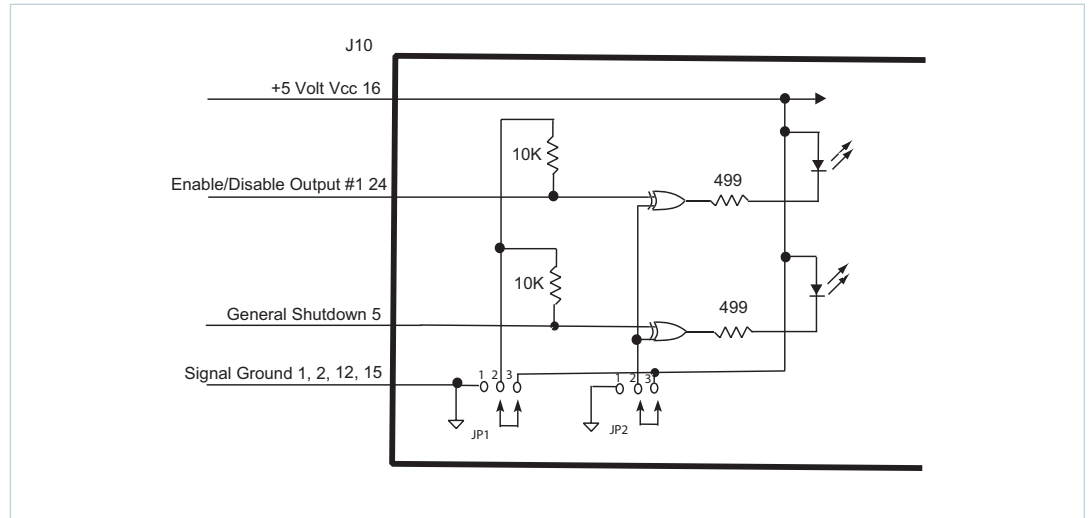 J10
+5 Volt Vcc 16
10K
Enable/Disable Output #1 24
499
10K
General Shutdown 5
499
Signal Ground 1, 2, 12, 15
1 2 3
1 2 3
JP1
JP2